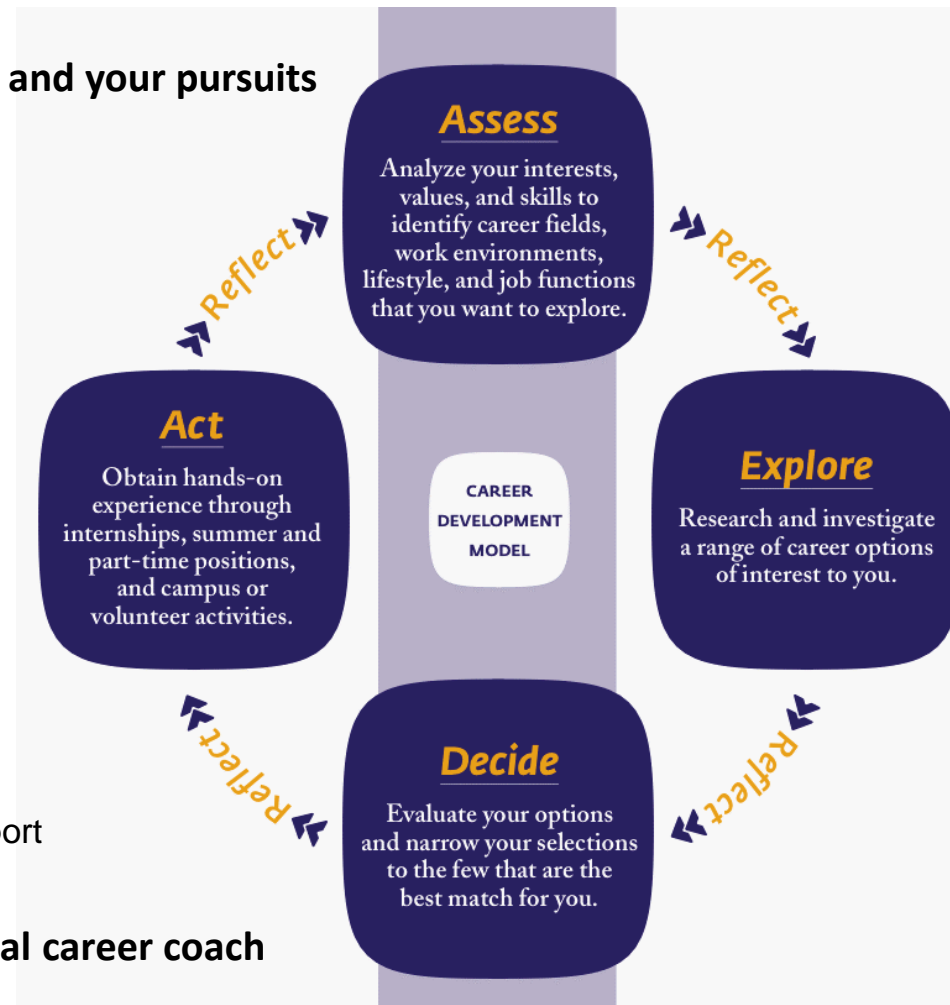 and your pursuits
Assess
Analyze your interests,
values, and skills to
identify career fields,
work environments,
lifestyle, and job functions
that you want to explore.
Reflect
Reflect
Act
Obtain hands-on
experience through
internships, summer and
part-time positions,
and campus or
volunteer activities.
CAREER
DEVELOPMENT
MODEL
Explore
Research and investigate
a range of career options
of interest to you.
Reflect
Reflect
Decide
Evaluate your options
and narrow your selections
to the few that are the
best match for you.
career coach